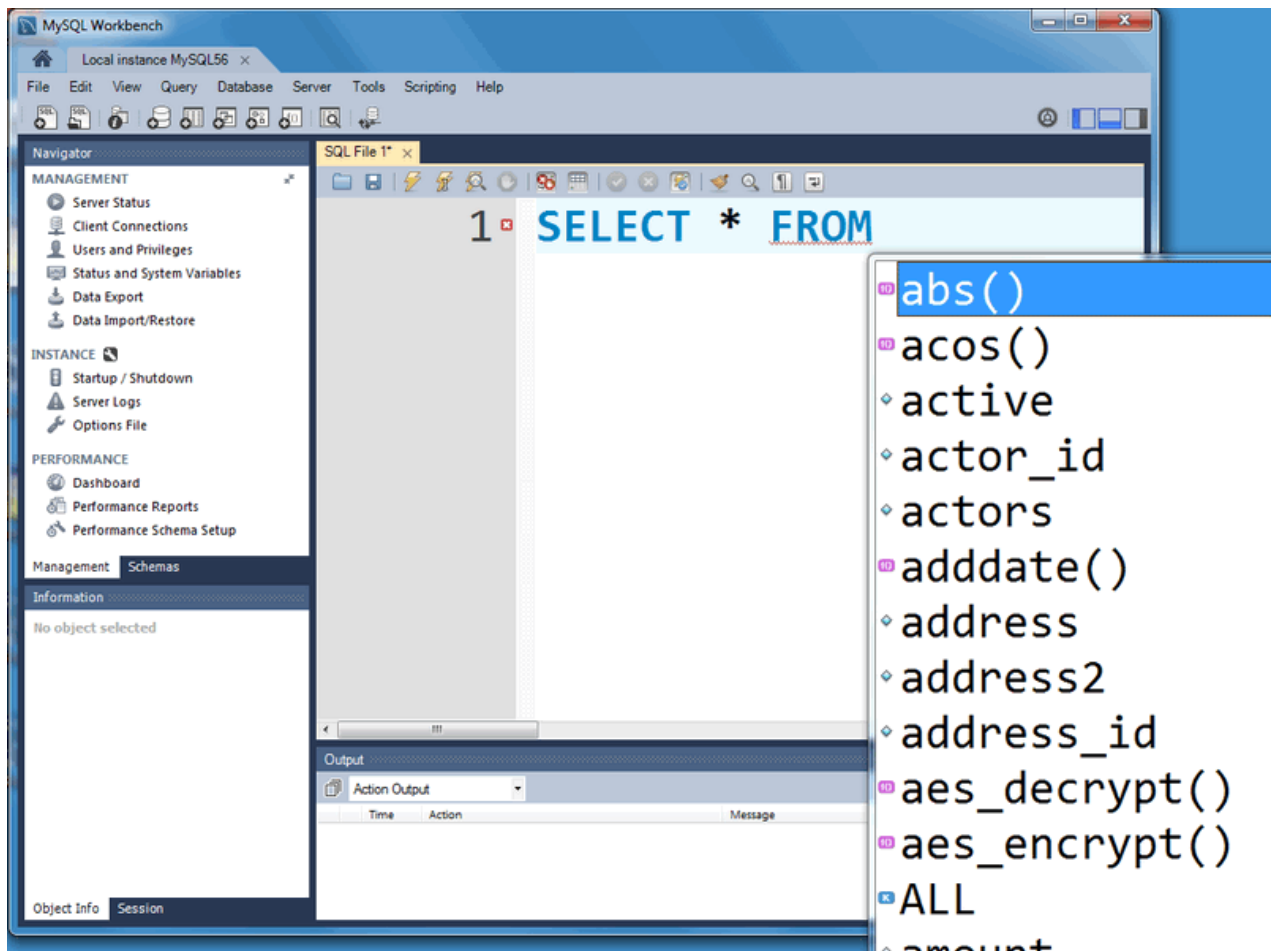 MySQL Workbench
Local instance MySQL56
File Edit View Query Database Server Tools Scripting Help
Navigator
MANAGEMENT
Server Status
Client Connections
Users and Privileges
Status and System Variables
Data Export
Data Import/Restore
INSTANCE
Startup / Shutdown
Server Logs
Options File
PERFORMANCE
Dashboard
Performance Reports
Performance Schema Setup
Management Schemas
Information
No object selected
Object Info Session
SQL File 1*
1 SELECT * FROM
abs()
acos()
active
actor_id
actors
adddate()
address
address2
address_id
aes_decrypt()
aes_encrypt()
ALL
amount
Output
Action Output
Time Action Message